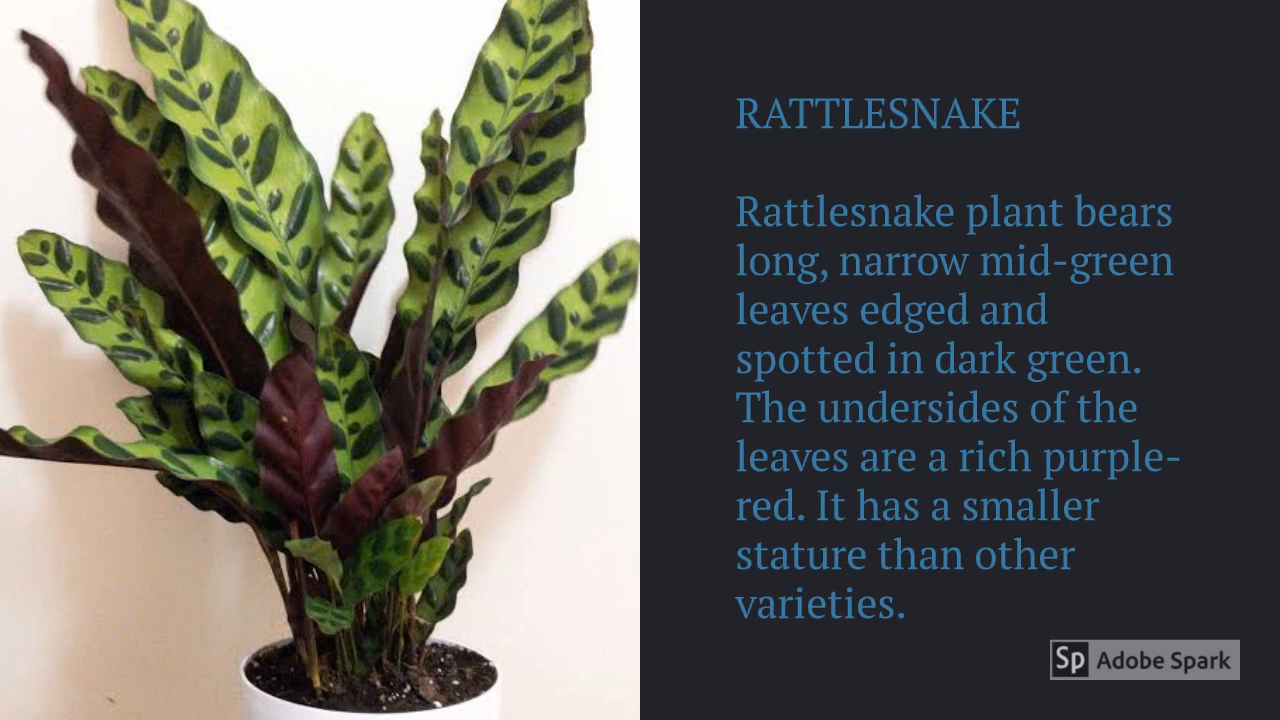 RATTLESNAKE
Rattlesnake plant bears
long, narrow mid-green
leaves edged and
spotted in dark green.
The undersides of the
leaves are a rich purple-
red. It has a smaller
stature than other
varieties.
Sp Adobe Spark